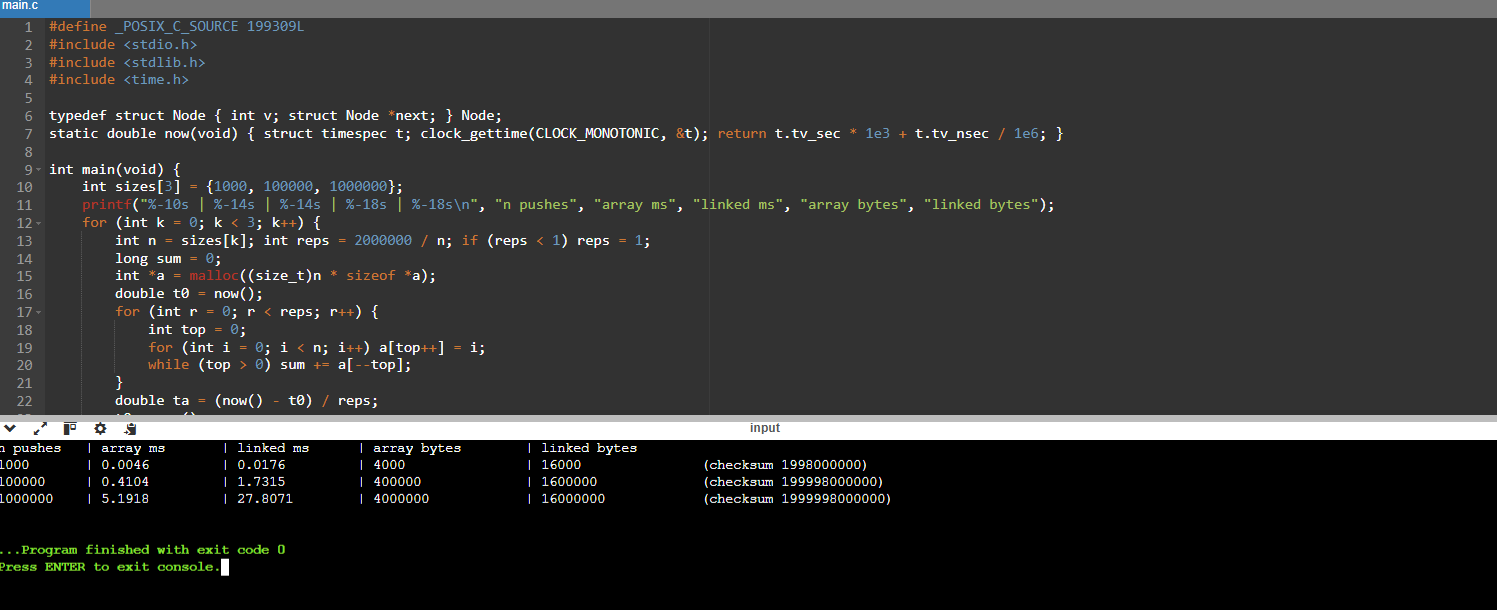 main.c
1 #define _POSIX_C_SOURCE 199309L
2 #include <stdio.h>
3 #include <stdlib.h>
4 #include <time.h>
5
6 typedef struct Node { int v; struct Node *next; } Node;
7 static double now(void) { struct timespec t; clock_gettime(CLOCK_MONOTONIC, &t); return t.tv_sec * 1e3 + t.tv_nsec / 1e6; }
8
9 int main(void) {
10     int sizes[3] = {1000, 100000, 1000000};
11     printf("%-10s | %-14s | %-14s | %-18s | %-18s\n", "n pushes", "array ms", "linked ms", "array bytes", "linked bytes");
12     for (int k = 0; k < 3; k++) {
13         int n = sizes[k]; int reps = 2000000 / n; if (reps < 1) reps = 1;
14         long sum = 0;
15         int *a = malloc((size_t)n * sizeof *a);
16         double t0 = now();
17         for (int r = 0; r < reps; r++) {
18             int top = 0;
19             for (int i = 0; i < n; i++) a[top++] = i;
20             while (top > 0) sum += a[--top];
21         }
22         double ta = (now() - t0) / reps;
input
n pushes | array ms | linked ms | array bytes | linked bytes
1000 | 0.0046 | 0.0176 | 4000 | 16000 (checksum 1998000000)
100000 | 0.4104 | 1.7315 | 400000 | 1600000 (checksum 199998000000)
1000000 | 5.1918 | 27.8071 | 4000000 | 16000000 (checksum 1999998000000)
...Program finished with exit code 0
Press ENTER to exit console.